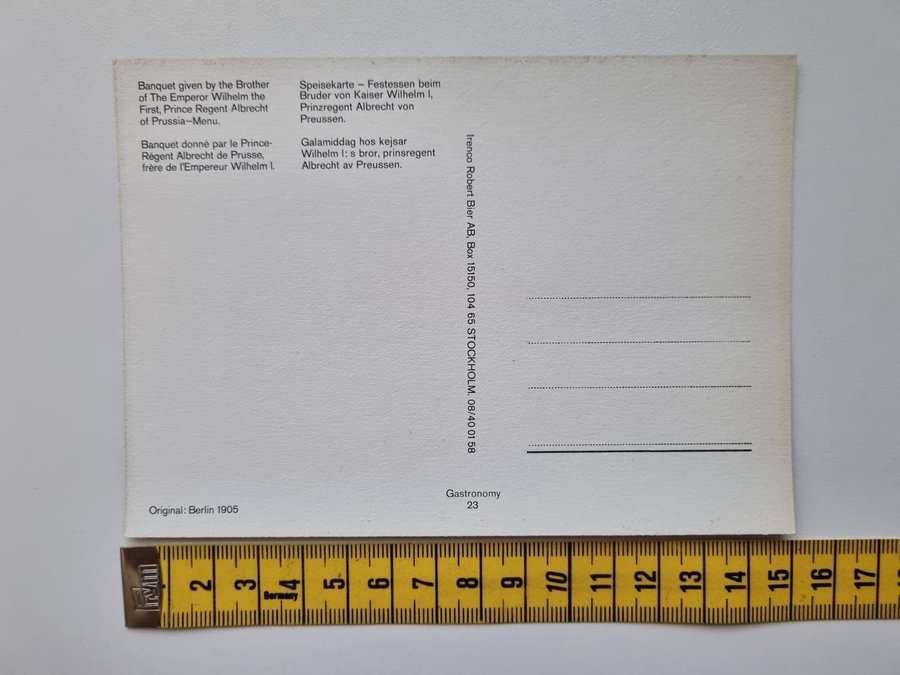 Banquet given by the Brother
of The Emperor Wilhelm the
First, Prince Regent Albrecht
of Prussia—Menu.
Banquet donné par le Prince-
Régent Albrecht de Prusse,
frère de l'Empereur Wilhelm I.
Speisekarte – Festessen beim
Bruder von Kaiser Wilhelm I,
Prinzregent Albrecht von
Preussen.
Galamiddag hos kejsar
Wilhelm I: s bror, prinsregent
Albrecht av Preussen.
Irenco Robert Bier AB, Box 15150, 104 65 STOCKHOLM. 08/40 01 58
Gastronomy
23
Original: Berlin 1905
2 3 4 5 6 7 8 9 10 11 12 13 14 15 16 17
Germany